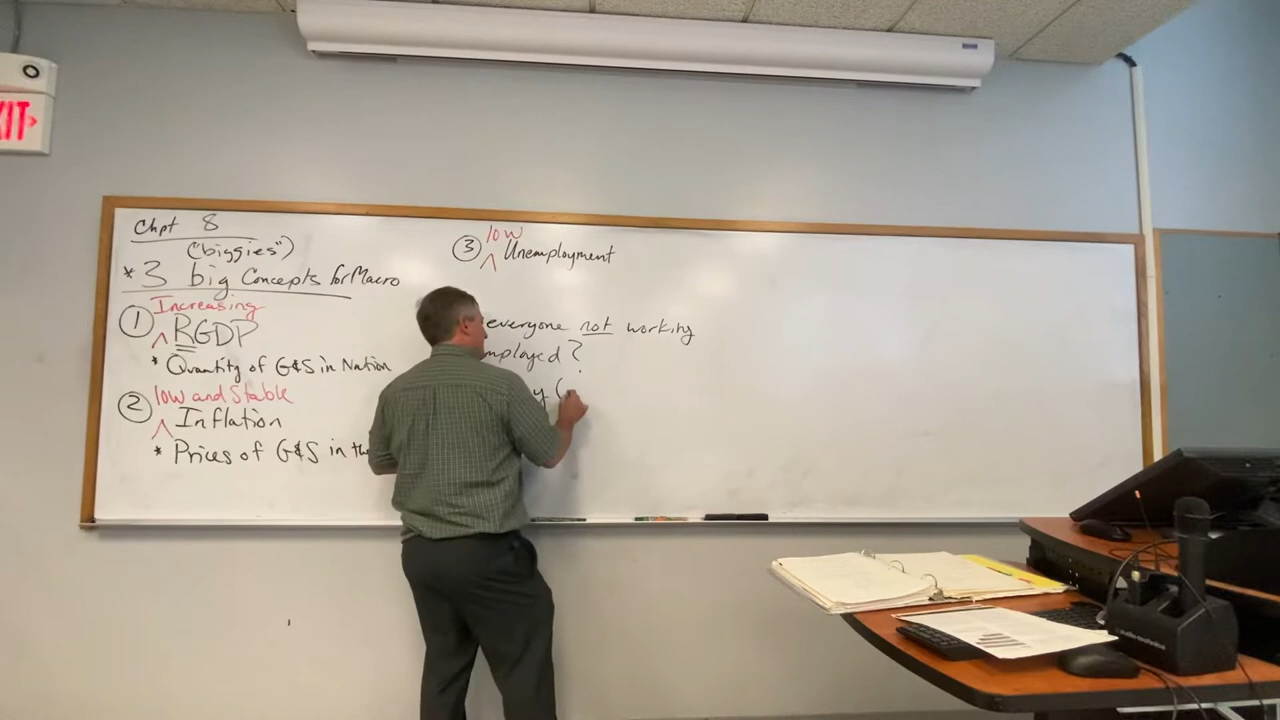 Chpt 8
("biggies")
* 3 big Concepts for Macro
Increasing
① ^ RGDP
* Quantity of G&S in Nation
low and Stable
② ^ Inflation
* Prices of G&S in the
low
③ ^ Unemployment
everyone not working
mployed?
y (
XIT